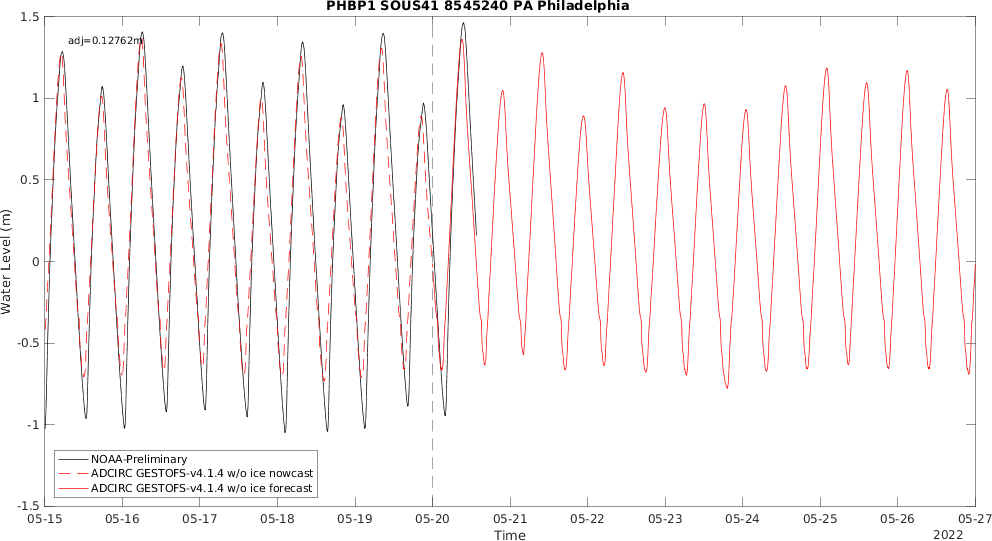 PHBP1 SOUS41 8545240 PA Philadelphia
adj=0.12762m
1.5
1
0.5
0
-0.5
-1
-1.5
Water Level (m)
NOAA-Preliminary
ADCIRC GESTOFS-v4.1.4 w/o ice nowcast
ADCIRC GESTOFS-v4.1.4 w/o ice forecast
05-15 05-16 05-17 05-18 05-19 05-20 05-21 05-22 05-23 05-24 05-25 05-26 05-27
Time
2022